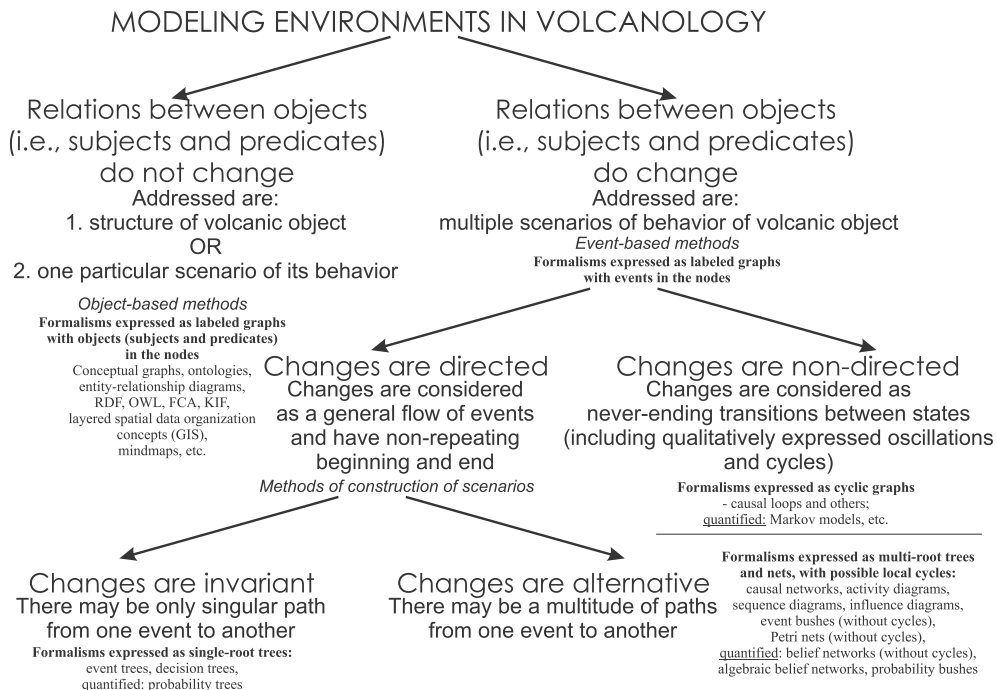 MODELING ENVIRONMENTS IN VOLCANOLOGY
Relations between objects
(i.e., subjects and predicates)
do not change
Addressed are:
1. structure of volcanic object
OR
2. one particular scenario of its behavior
Object-based methods
Formalisms expressed as labeled graphs
with objects (subjects and predicates)
in the nodes
Conceptual graphs, ontologies,
entity-relationship diagrams,
RDF, OWL, FCA, KIF,
layered spatial data organization
concepts (GIS),
mindmaps, etc.
Relations between objects
(i.e., subjects and predicates)
do change
Addressed are:
multiple scenarios of behavior of volcanic object
Event-based methods
Formalisms expressed as labeled graphs
with events in the nodes
Changes are directed
Changes are considered
as a general flow of events
and have non-repeating
beginning and end
Methods of construction of scenarios
Changes are non-directed
Changes are considered as
never-ending transitions between states
(including qualitatively expressed oscillations
and cycles)
Formalisms expressed as cyclic graphs
- causal loops and others;
quantified: Markov models, etc.
Changes are invariant
There may be only singular path
from one event to another
Formalisms expressed as single-root trees:
event trees, decision trees,
quantified: probability trees
Changes are alternative
There may be a multitude of paths
from one event to another
Formalisms expressed as multi-root trees
and nets, with possible local cycles:
causal networks, activity diagrams,
sequence diagrams, influence diagrams,
event bushes (without cycles),
Petri nets (without cycles),
quantified: belief networks (without cycles),
algebraic belief networks, probability bushes